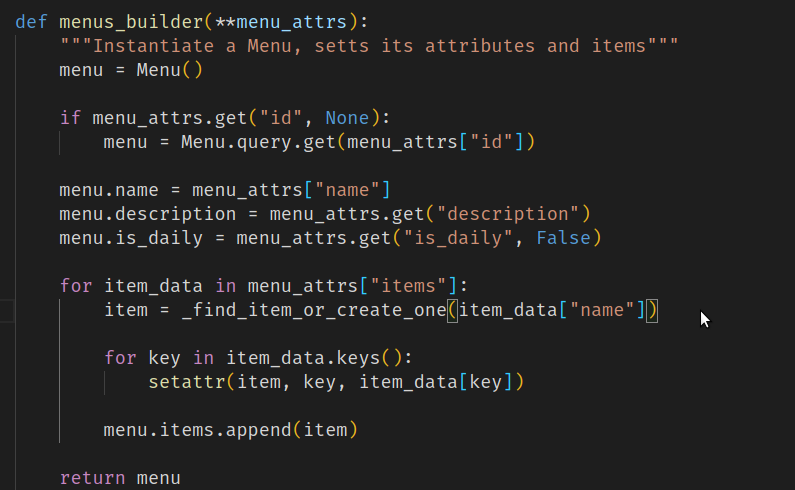 def menus_builder(**menu_attrs):
    """Instantiate a Menu, setts its attributes and items"""
    menu = Menu()
    if menu_attrs.get("id", None):
        menu = Menu.query.get(menu_attrs["id"])
    menu.name = menu_attrs["name"]
    menu.description = menu_attrs.get("description")
    menu.is_daily = menu_attrs.get("is_daily", False)
    for item_data in menu_attrs["items"]:
        item = _find_item_or_create_one(item_data["name"])
        for key in item_data.keys():
            setattr(item, key, item_data[key])
        menu.items.append(item)
    return menu